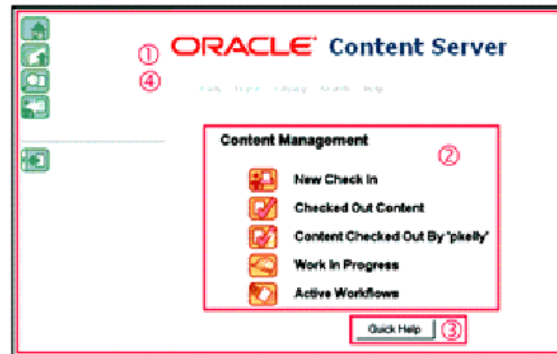 ①
ORACLE Content Server
④
Content Management
②
New Check In
Checked Out Content
Content Checked Out By 'pkelly'
Work In Progress
Active Workflows
Quick Help
③